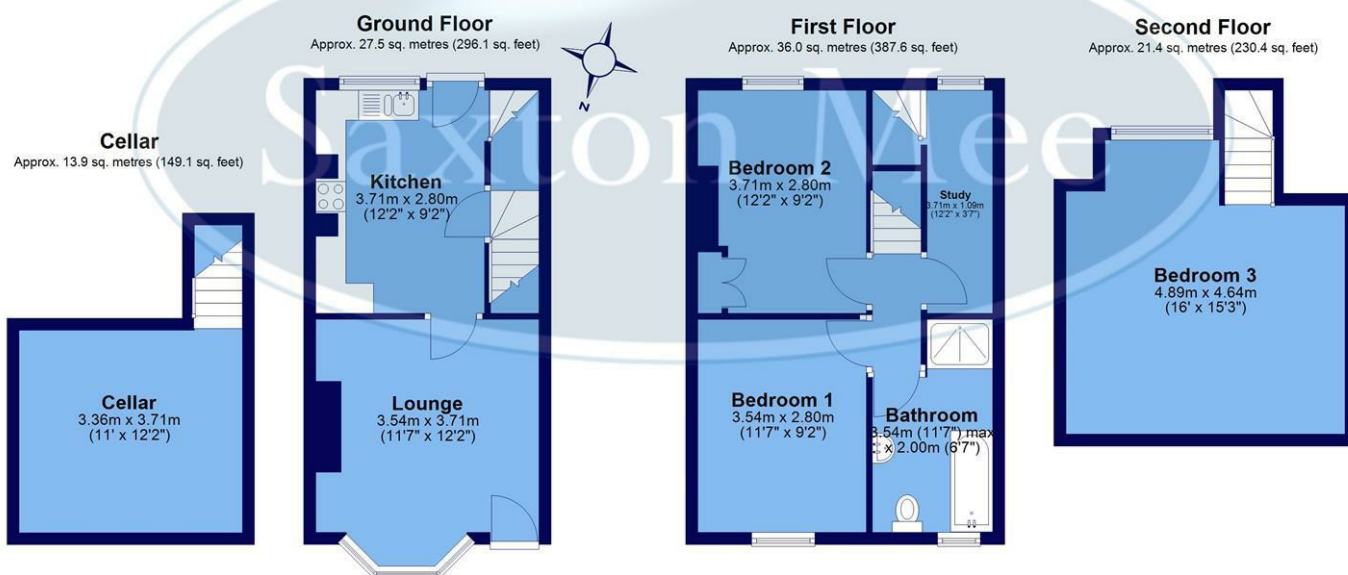 Cellar
Approx. 13.9 sq. metres (149.1 sq. feet)
Cellar
3.36m x 3.71m
(11' x 12'2")
Ground Floor
Approx. 27.5 sq. metres (296.1 sq. feet)
Kitchen
3.71m x 2.80m
(12'2" x 9'2")
Lounge
3.54m x 3.71m
(11'7" x 12'2")
N
First Floor
Approx. 36.0 sq. metres (387.6 sq. feet)
Bedroom 2
3.71m x 2.80m
(12'2" x 9'2")
Study
3.71m x 1.09m
(12'2" x 3'7")
Bedroom 1
3.54m x 2.80m
(11'7" x 9'2")
Bathroom
3.54m (11'7") max
x 2.00m (6'7")
Second Floor
Approx. 21.4 sq. metres (230.4 sq. feet)
Bedroom 3
4.89m x 4.64m
(16' x 15'3")
Saxton Mee